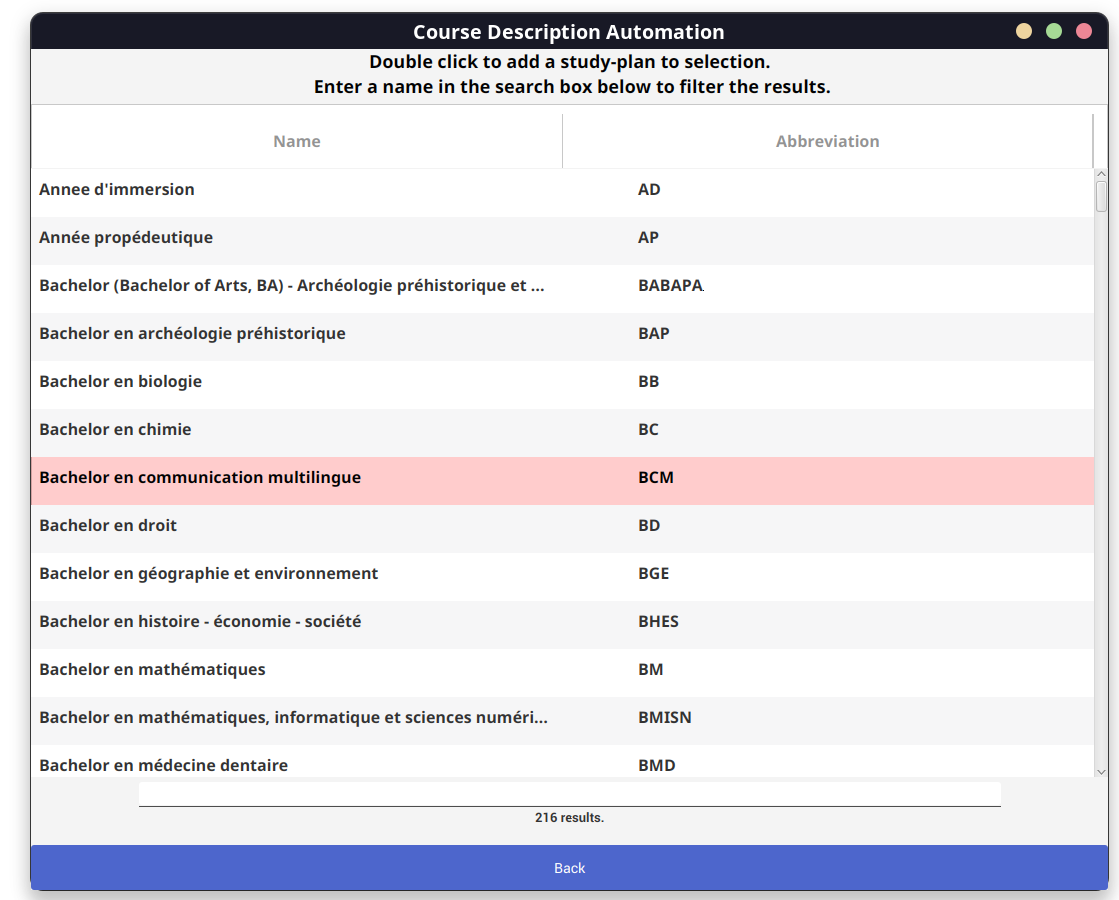 Course Description Automation
Double click to add a study-plan to selection.
Enter a name in the search box below to filter the results.
Name Abbreviation
Annee d'immersion AD
Année propédeutique AP
Bachelor (Bachelor of Arts, BA) - Archéologie préhistorique et ... BABAPA.
Bachelor en archéologie préhistorique BAP
Bachelor en biologie BB
Bachelor en chimie BC
Bachelor en communication multilingue BCM
Bachelor en droit BD
Bachelor en géographie et environnement BGE
Bachelor en histoire - économie - société BHES
Bachelor en mathématiques BM
Bachelor en mathématiques, informatique et sciences numéri... BMISN
Bachelor en médecine dentaire BMD
216 results.
Back